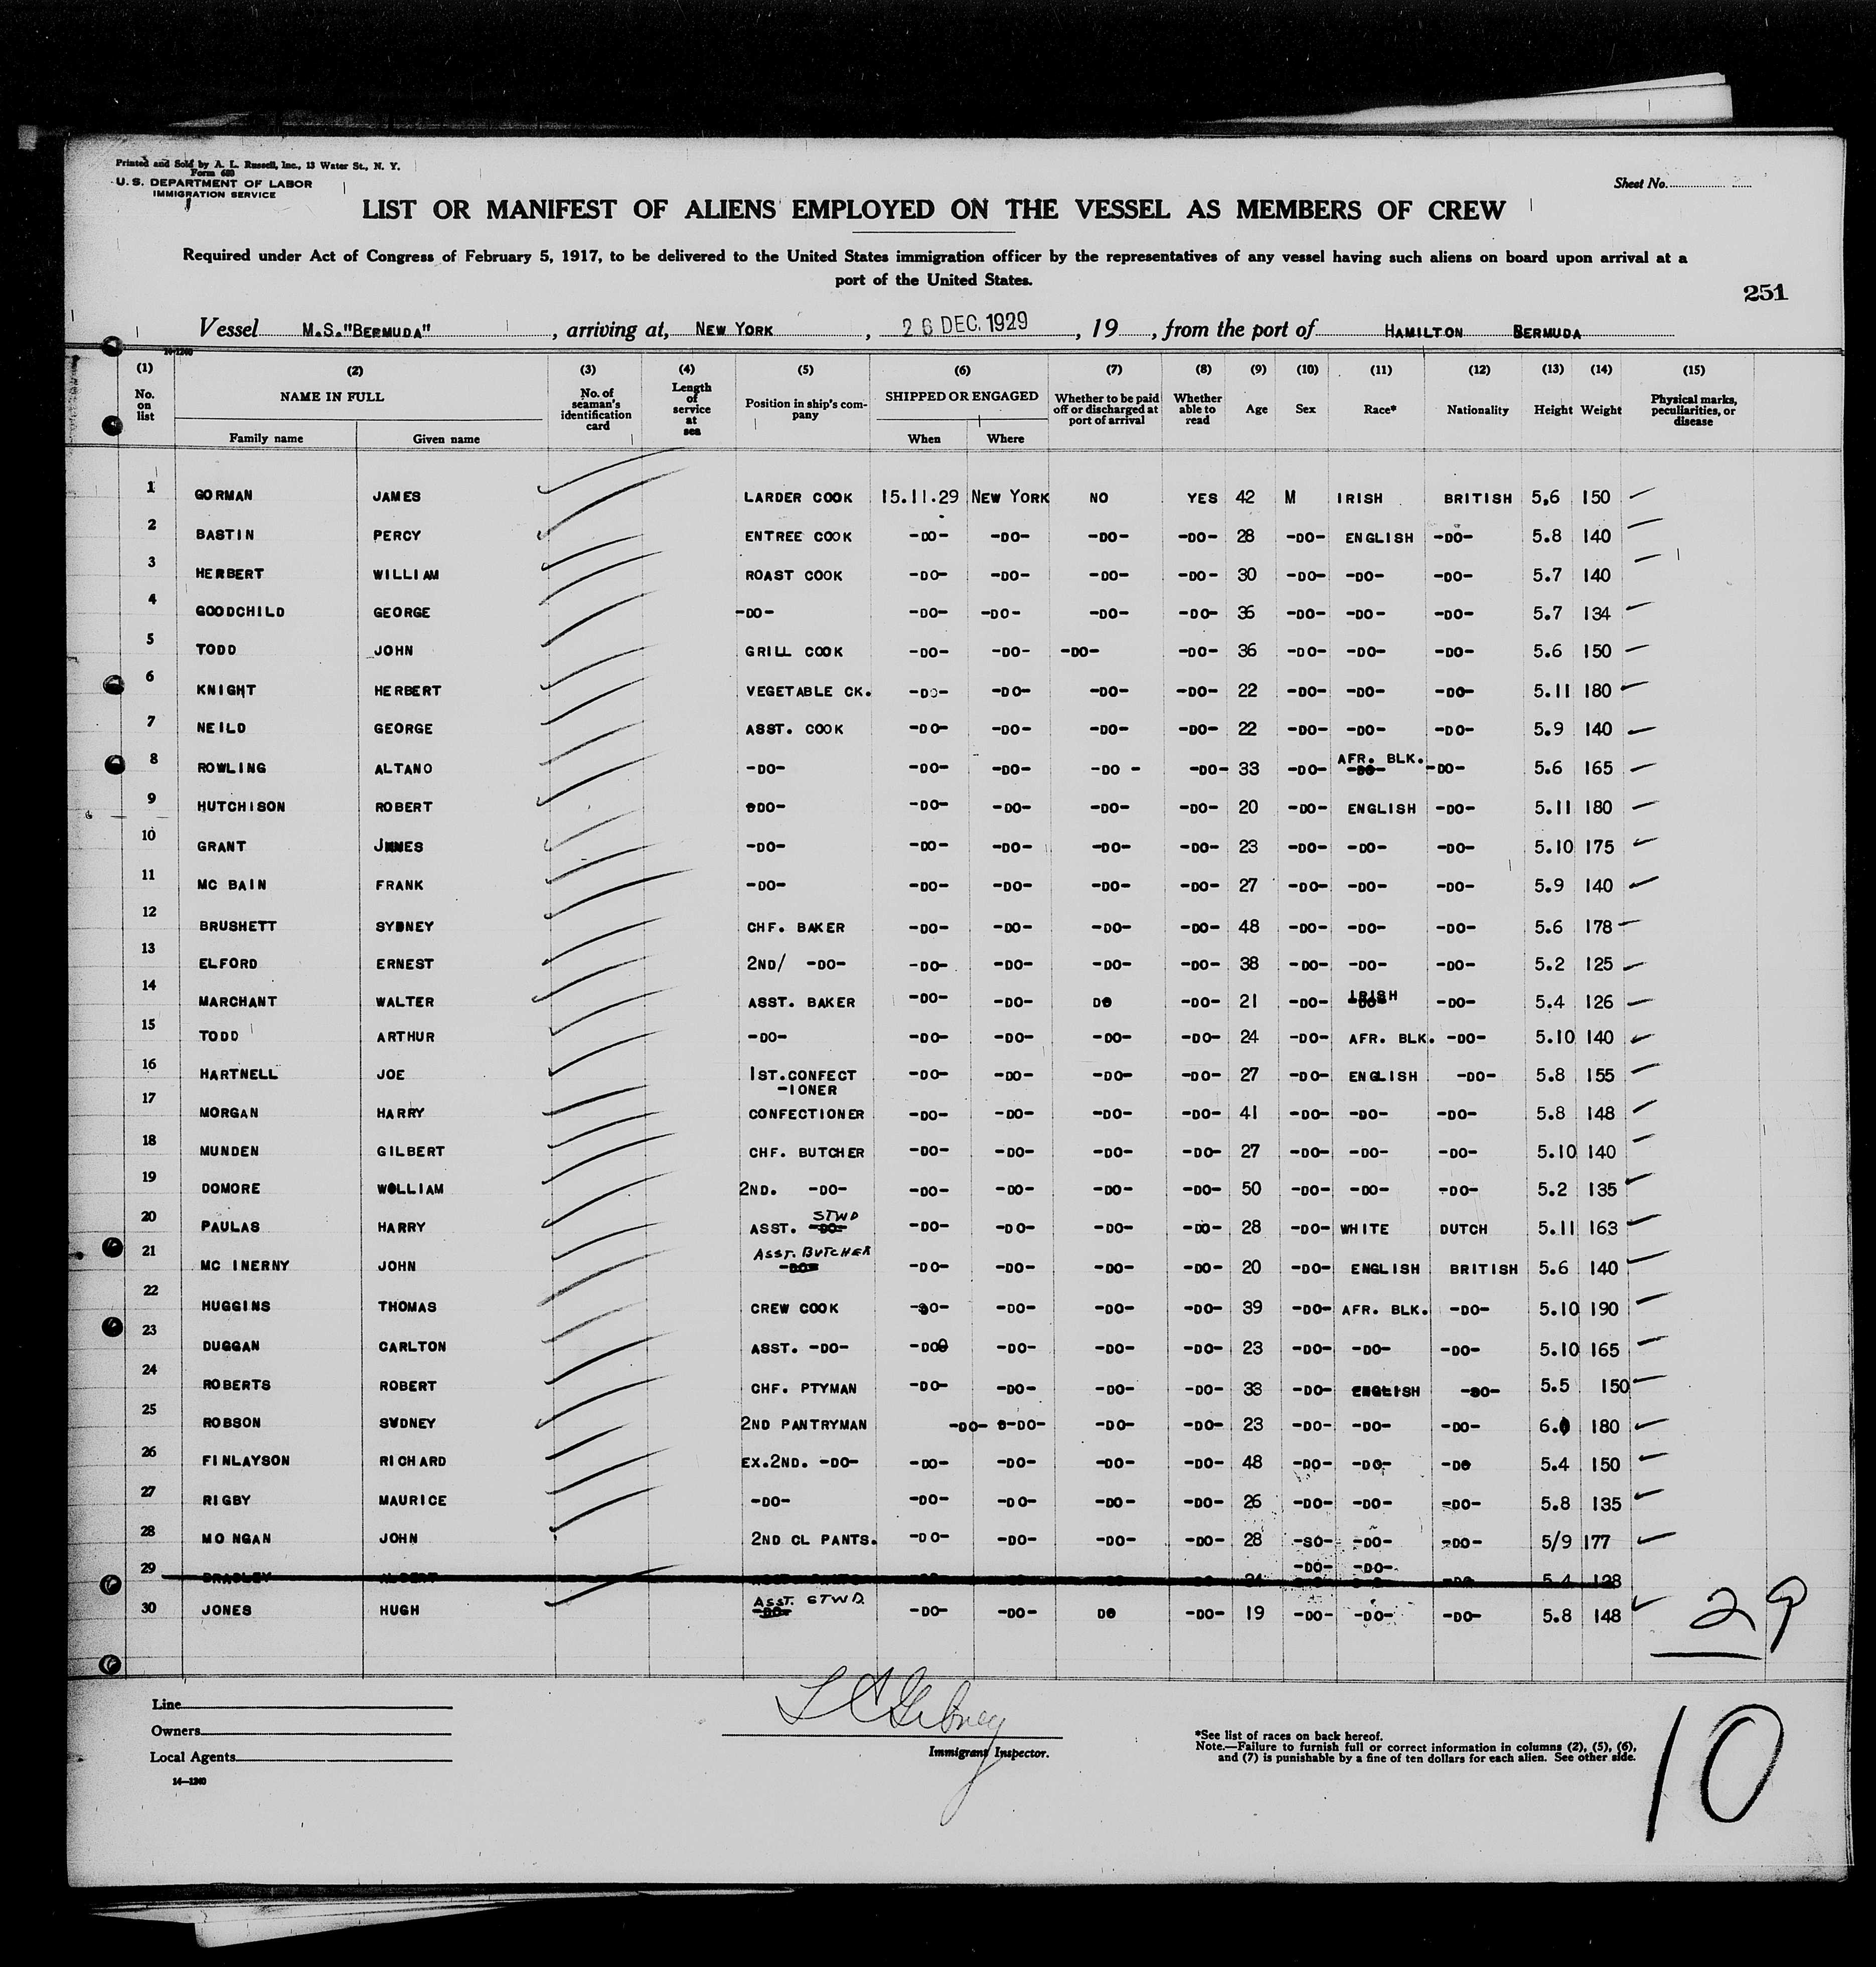 Printed and Sold by A. L. Russell, Inc., 13 Water St., N. Y.
Form 680
U. S. DEPARTMENT OF LABOR
IMMIGRATION SERVICE
Sheet No.
LIST OR MANIFEST OF ALIENS EMPLOYED ON THE VESSEL AS MEMBERS OF CREW
Required under Act of Congress of February 5, 1917, to be delivered to the United States immigration officer by the representatives of any vessel having such aliens on board upon arrival at a
port of the United States.
251
Vessel M.S."BERMUDA" , arriving at, NEW YORK , 26 DEC. 1929 , 19 , from the port of HAMILTON BERMUDA
14-1240
(1) (2) (3) (4) (5) (6) (7) (8) (9) (10) (11) (12) (13) (14) (15)
No. on list NAME IN FULL Family name Given name No. of seaman's identification card Length of service at sea Position in ship's company SHIPPED OR ENGAGED When Where Whether to be paid off or discharged at port of arrival Whether able to read Age Sex Race* Nationality Height Weight Physical marks, peculiarities, or disease
1 GORMAN JAMES LARDER COOK 15.11.29 NEW YORK NO YES 42 M IRISH BRITISH 5,6 150
2 BASTIN PERCY ENTREE COOK -DO- -DO- -DO- -DO- 28 -DO- ENGLISH -DO- 5.8 140
3 HERBERT WILLIAM ROAST COOK -DO- -DO- -DO- -DO- 30 -DO- -DO- -DO- 5.7 140
4 GOODCHILD GEORGE -DO- -DO- -DO- -DO- -DO- 36 -DO- -DO- -DO- 5.7 134
5 TODD JOHN GRILL COOK -DO- -DO- -DO- -DO- 36 -DO- -DO- -DO- 5.6 150
6 KNIGHT HERBERT VEGETABLE CK. -DO- -DO- -DO- -DO- 22 -DO- -DO- -DO- 5.11 180
7 NEILD GEORGE ASST. COOK -DO- -DO- -DO- -DO- 22 -DO- -DO- -DO- 5.9 140
8 ROWLING ALTANO -DO- -DO- -DO- -DO - -DO- 33 -DO- AFR. BLK. -DO- -DO- 5.6 165
9 HUTCHISON ROBERT -DO- -DO- -DO- -DO- -DO- 20 -DO- ENGLISH -DO- 5.11 180
10 GRANT JAMES -DO- -DO- -DO- -DO- -DO- 23 -DO- -DO- -DO- 5.10 175
11 MC BAIN FRANK -DO- -DO- -DO- -DO- -DO- 27 -DO- -DO- -DO- 5.9 140
12 BRUSHETT SYDNEY CHF. BAKER -DO- -DO- -DO- -DO- 48 -DO- -DO- -DO- 5.6 178
13 ELFORD ERNEST 2ND/ -DO- -DO- -DO- -DO- -DO- 38 -DO- -DO- -DO- 5.2 125
14 MARCHANT WALTER ASST. BAKER -DO- -DO- DO -DO- 21 -DO- IRISH -DO- -DO- 5.4 126
15 TODD ARTHUR -DO- -DO- -DO- -DO- -DO- 24 -DO- AFR. BLK. -DO- 5.10 140
16 HARTNELL JOE 1ST.CONFECT -IONER -DO- -DO- -DO- -DO- 27 -DO- ENGLISH -DO- 5.8 155
17 MORGAN HARRY CONFECTIONER -DO- -DO- -DO- -DO- 41 -DO- -DO- -DO- 5.8 148
18 MUNDEN GILBERT CHF. BUTCHER -DO- -DO- -DO- -DO- 27 -DO- -DO- -DO- 5.10 140
19 DOMORE WOLLIAM 2ND. -DO- -DO- -DO- -DO- -DO- 50 -DO- -DO- -DO- 5.2 135
20 PAULAS HARRY ASST. STWD -DO- -DO- -DO- -DO- -DO- 28 -DO- WHITE DUTCH 5.11 163
21 MC INERNY JOHN ASST. BUTCHER -DO- -DO- -DO- -DO- -DO- 20 -DO- ENGLISH BRITISH 5.6 140
22 HUGGINS THOMAS CREW COOK -DO- -DO- -DO- -DO- 39 -DO- AFR. BLK. -DO- 5.10 190
23 DUGGAN CARLTON ASST. -DO- -DO- -DO- -DO- -DO- 23 -DO- -DO- -DO- 5.10 165
24 ROBERTS ROBERT CHF. PTYMAN -DO- -DO- -DO- -DO- 33 -DO- ENGLISH -DO- 5.5 150
25 ROBSON SYDNEY 2ND PANTRYMAN -DO- -DO- -DO- -DO- 23 -DO- -DO- -DO- 6.0 180
26 FINLAYSON RICHARD EX.2ND. -DO- -DO- -DO- -DO- -DO- 48 -DO- -DO- -DO 5.4 150
27 RIGBY MAURICE -DO- -DO- -DO- -DO- -DO- 26 -DO- -DO- -DO- 5.8 135
28 MONGAN JOHN 2ND CL PANTS. -DO- -DO- -DO- -DO- 28 -SO- -DO- -DO- 5/9 177
29 BRADLEY ALBERT -DO- -DO- 5.4 128
30 JONES HUGH ASST. STWD. -DO- -DO- -DO- DO -DO- 19 -DO- -DO- -DO- 5.8 148
29
Line
Owners
Local Agents
14-1240
Immigrant Inspector.
*See list of races on back hereof.
Note.—Failure to furnish full or correct information in columns (2), (5), (6),
and (7) is punishable by a fine of ten dollars for each alien. See other side.
10